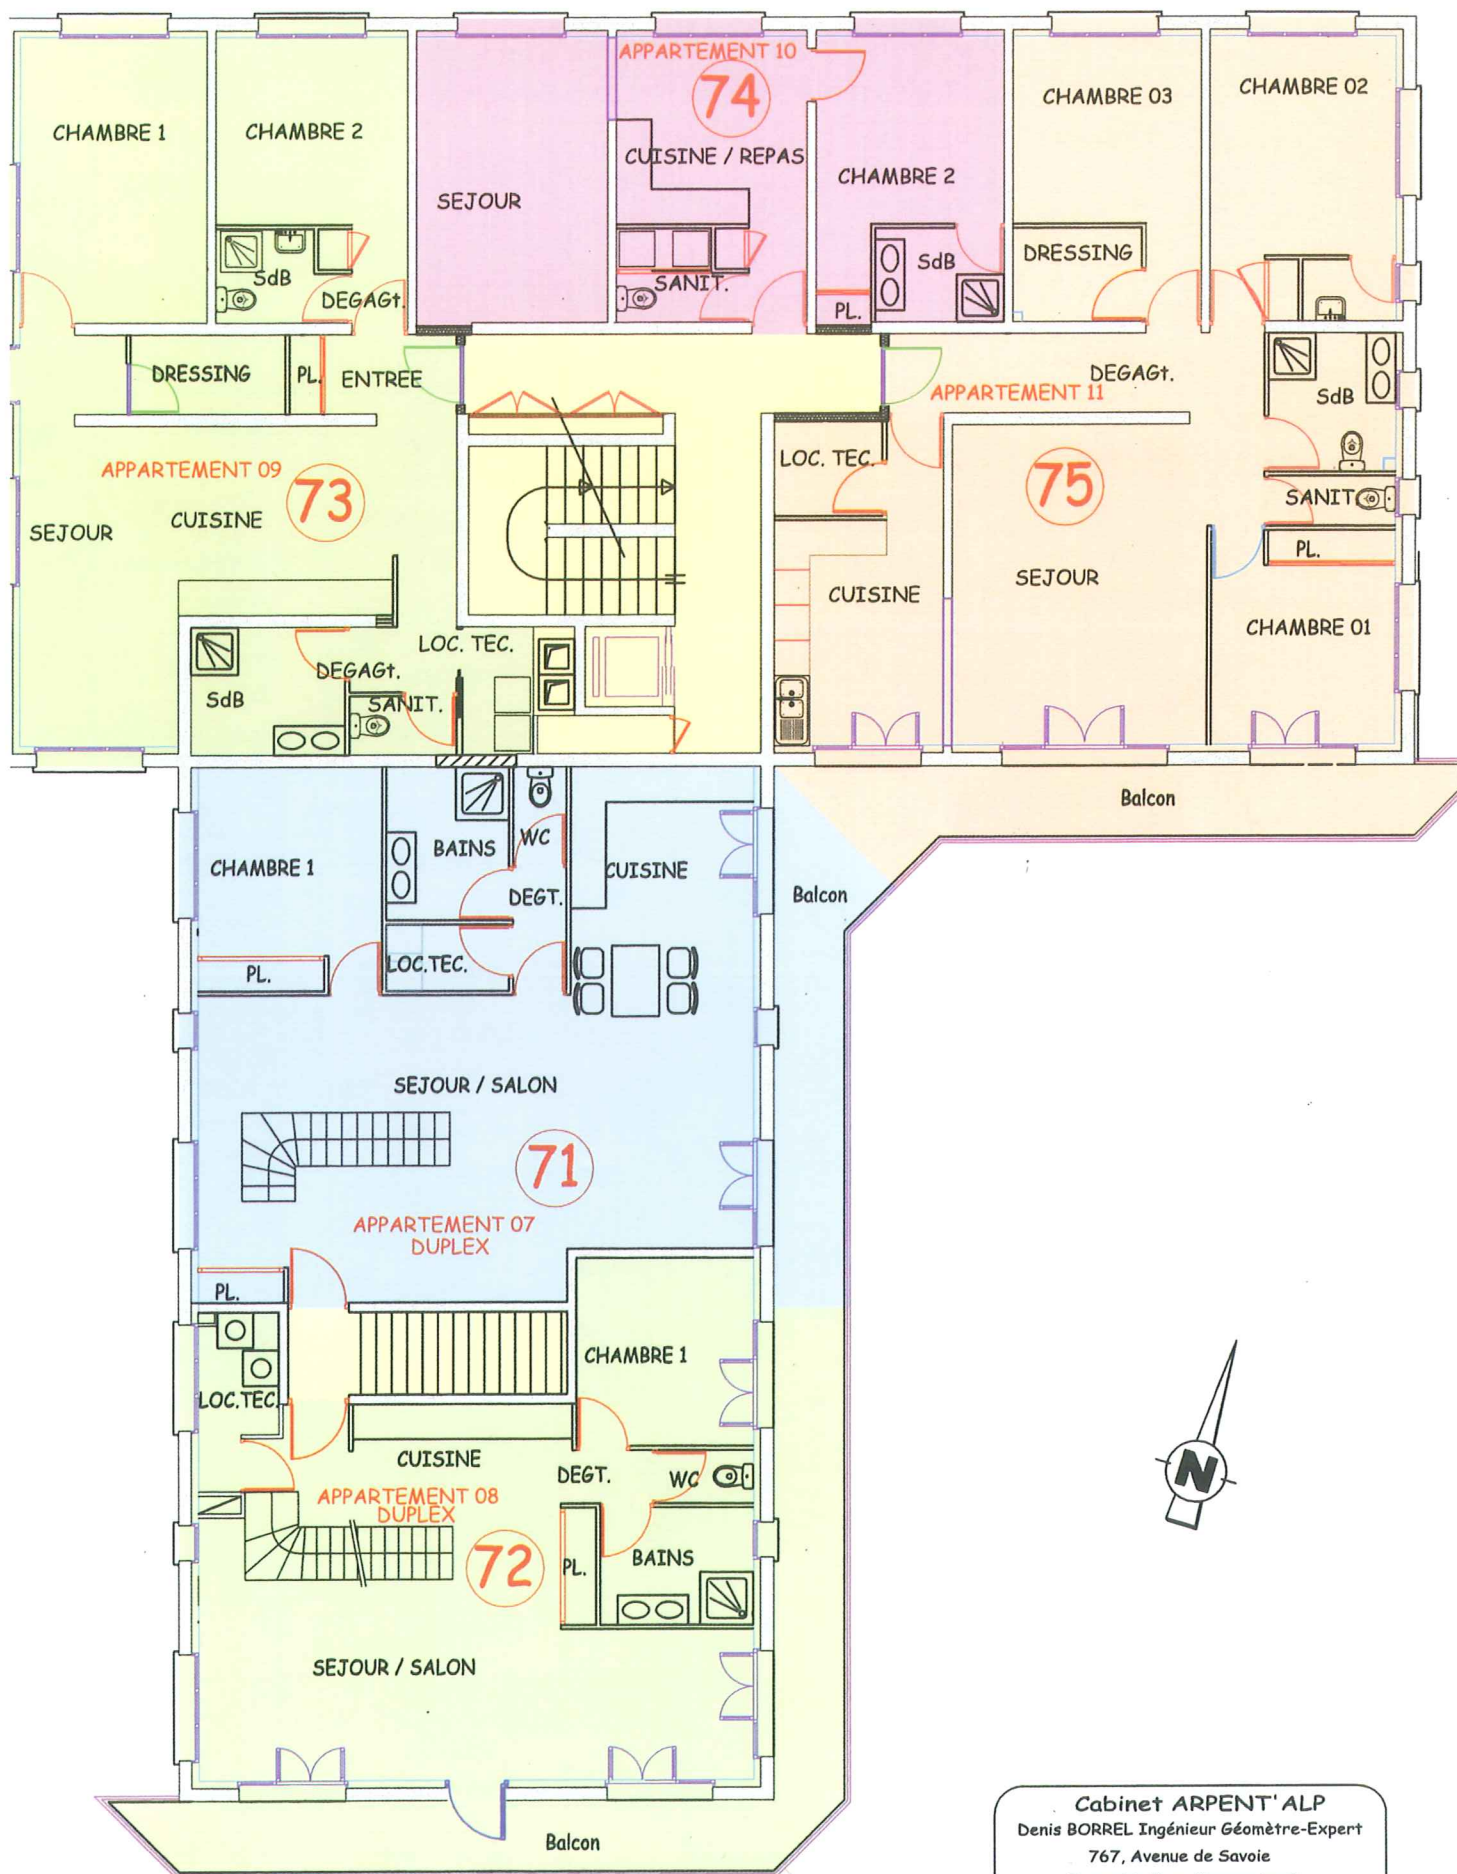 CHAMBRE 1
CHAMBRE 2
SdB
DEGAGt.
DRESSING
PL.
ENTREE
APPARTEMENT 09
73
SEJOUR
CUISINE
LOC. TEC.
DEGAGt.
SdB
SANIT.
SEJOUR
APPARTEMENT 10
74
CUISINE / REPAS
SANIT.
CHAMBRE 2
SdB
PL.
CHAMBRE 03
CHAMBRE 02
DRESSING
DEGAGt.
APPARTEMENT 11
SdB
LOC. TEC.
75
SANIT
PL.
CUISINE
SEJOUR
CHAMBRE 01
Balcon
CHAMBRE 1
BAINS
WC
DEGT.
CUISINE
Balcon
PL.
LOC.TEC.
SEJOUR / SALON
71
APPARTEMENT 07
DUPLEX
PL.
CHAMBRE 1
LOC.TEC.
CUISINE
DEGT.
WC
APPARTEMENT 08
DUPLEX
72
PL.
BAINS
SEJOUR / SALON
Balcon
N
Cabinet ARPENT'ALP
Denis BORREL Ingénieur Géomètre-Expert
767, Avenue de Savoie